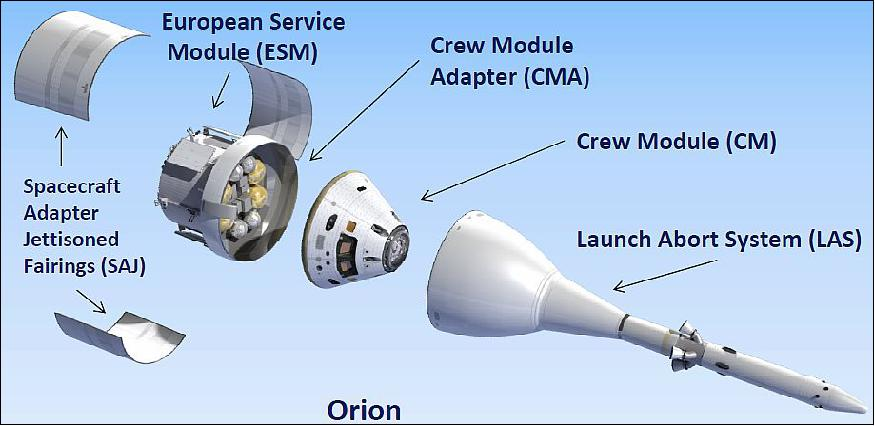 European Service
Module (ESM)
Crew Module
Adapter (CMA)
Crew Module (CM)
Spacecraft
Adapter
Jettisoned
Fairings (SAJ)
Launch Abort System (LAS)
Orion